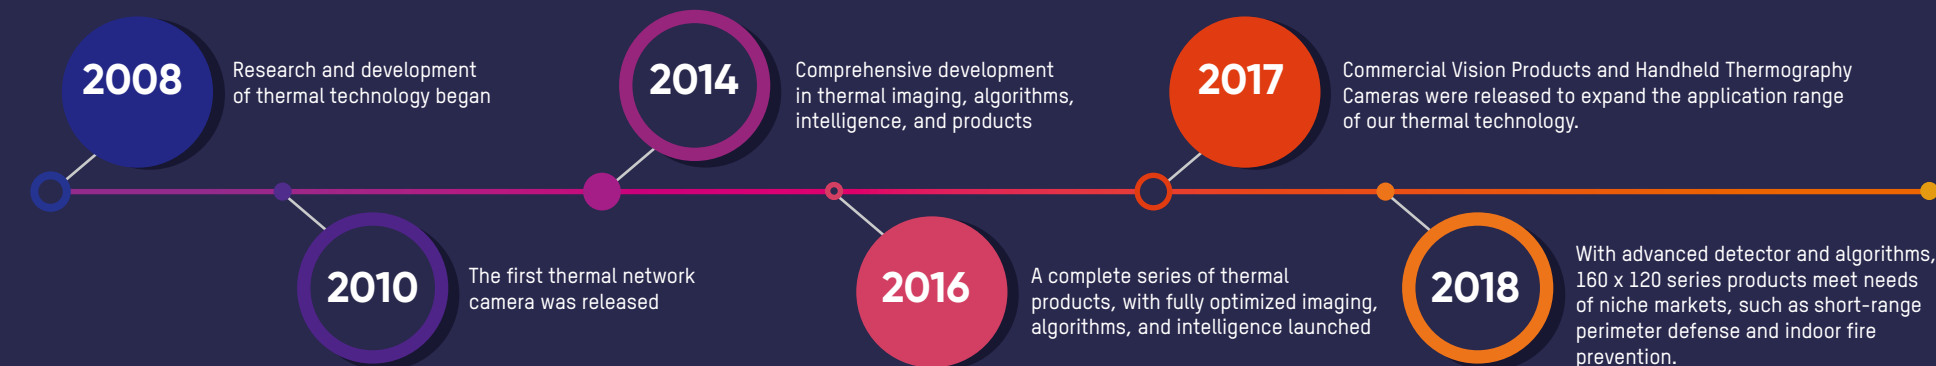 2008
Research and development
of thermal technology began
2010
The first thermal network
camera was released
2014
Comprehensive development
in thermal imaging, algorithms,
intelligence, and products
2016
A complete series of thermal
products, with fully optimized imaging,
algorithms, and intelligence launched
2017
Commercial Vision Products and Handheld Thermography
Cameras were released to expand the application range
of our thermal technology.
2018
With advanced detector and algorithms,
160 x 120 series products meet needs
of niche markets, such as short-range
perimeter defense and indoor fire
prevention.